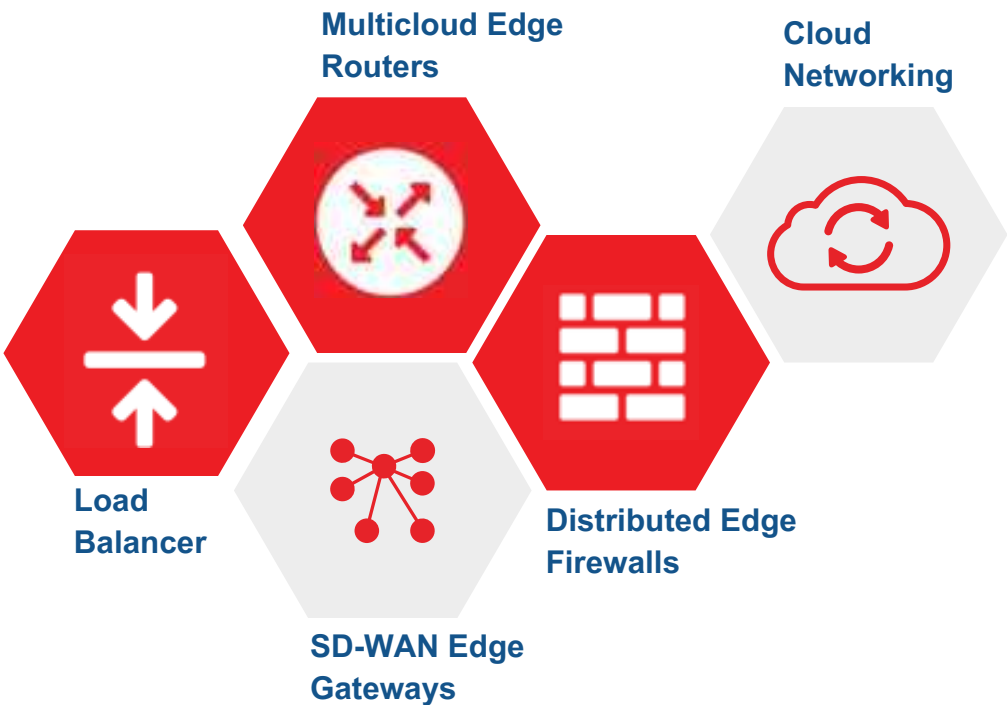 Multicloud Edge
Routers
Cloud
Networking
Load
Balancer
Distributed Edge
Firewalls
SD-WAN Edge
Gateways